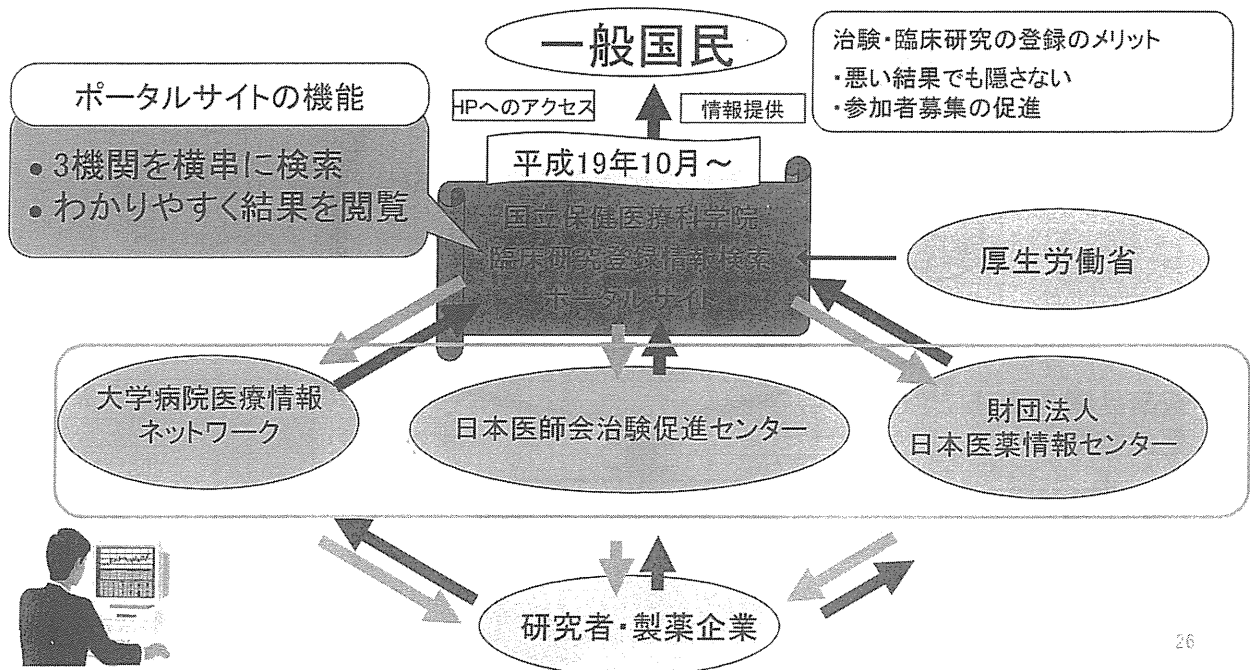 一般国民
治験・臨床研究の登録のメリット
・悪い結果でも隠さない
・参加者募集の促進
ポータルサイトの機能
• 3機関を横串に検索
• わかりやすく結果を閲覧
HPへのアクセス
情報提供
平成19年10月～
国立保健医療科学院
臨床研究登録情報検索
ポータルサイト
厚生労働省
大学病院医療情報
ネットワーク
日本医師会治験促進センター
財団法人
日本医薬情報センター
研究者・製薬企業
26